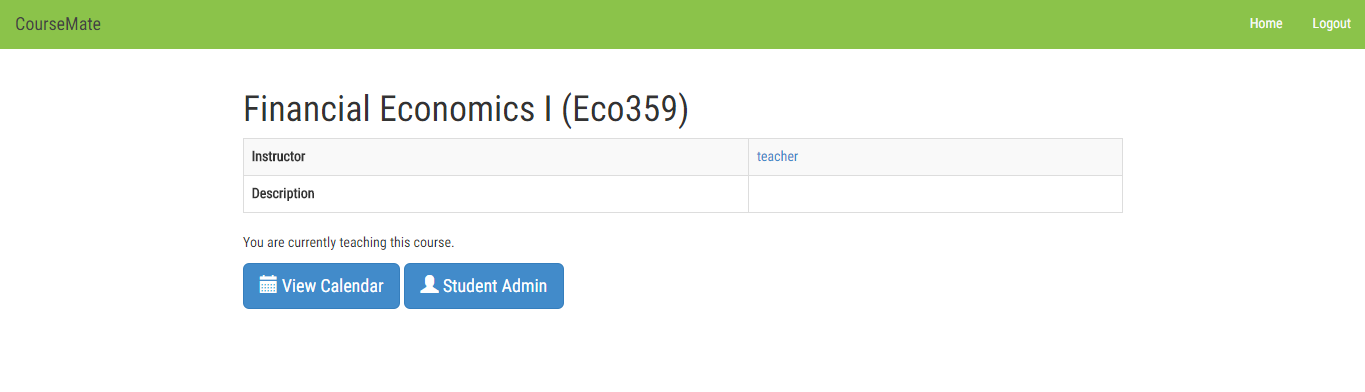 CourseMate Home Logout
Financial Economics I (Eco359)
Instructor teacher
Description
You are currently teaching this course.
View Calendar Student Admin